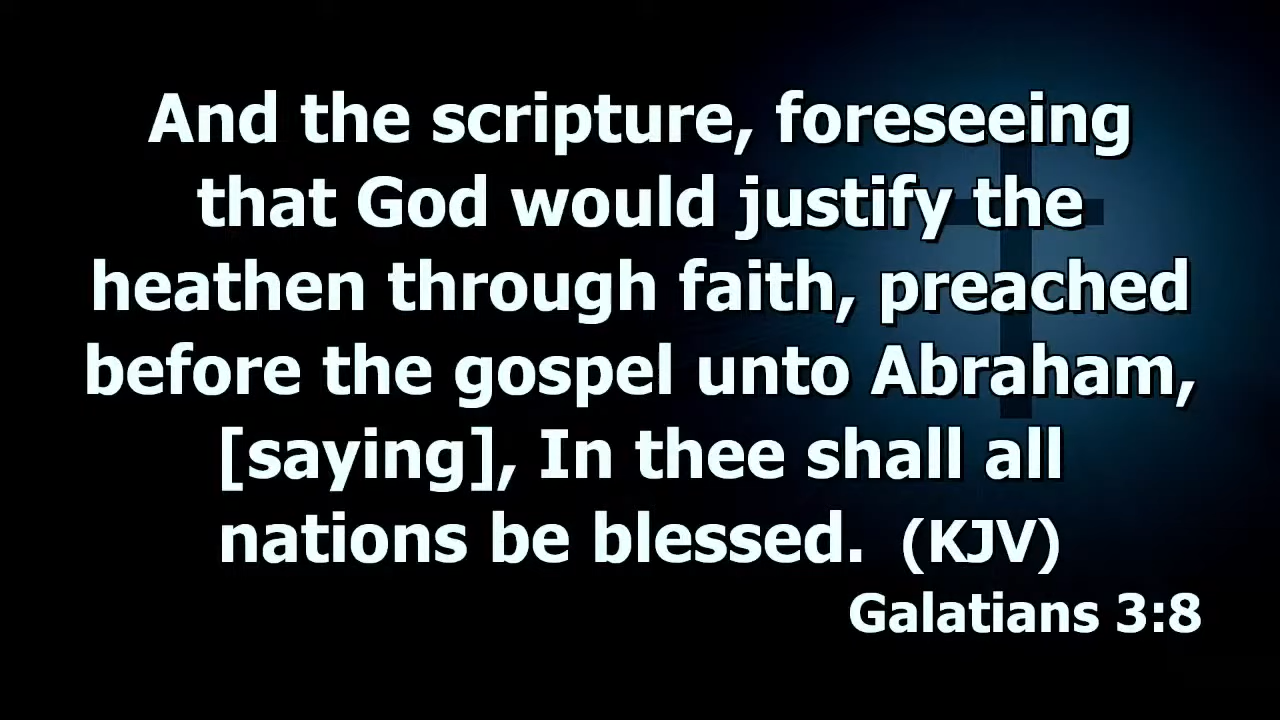 And the scripture, foreseeing
that God would justify the
heathen through faith, preached
before the gospel unto Abraham,
[saying], In thee shall all
nations be blessed. (KJV)
Galatians 3:8